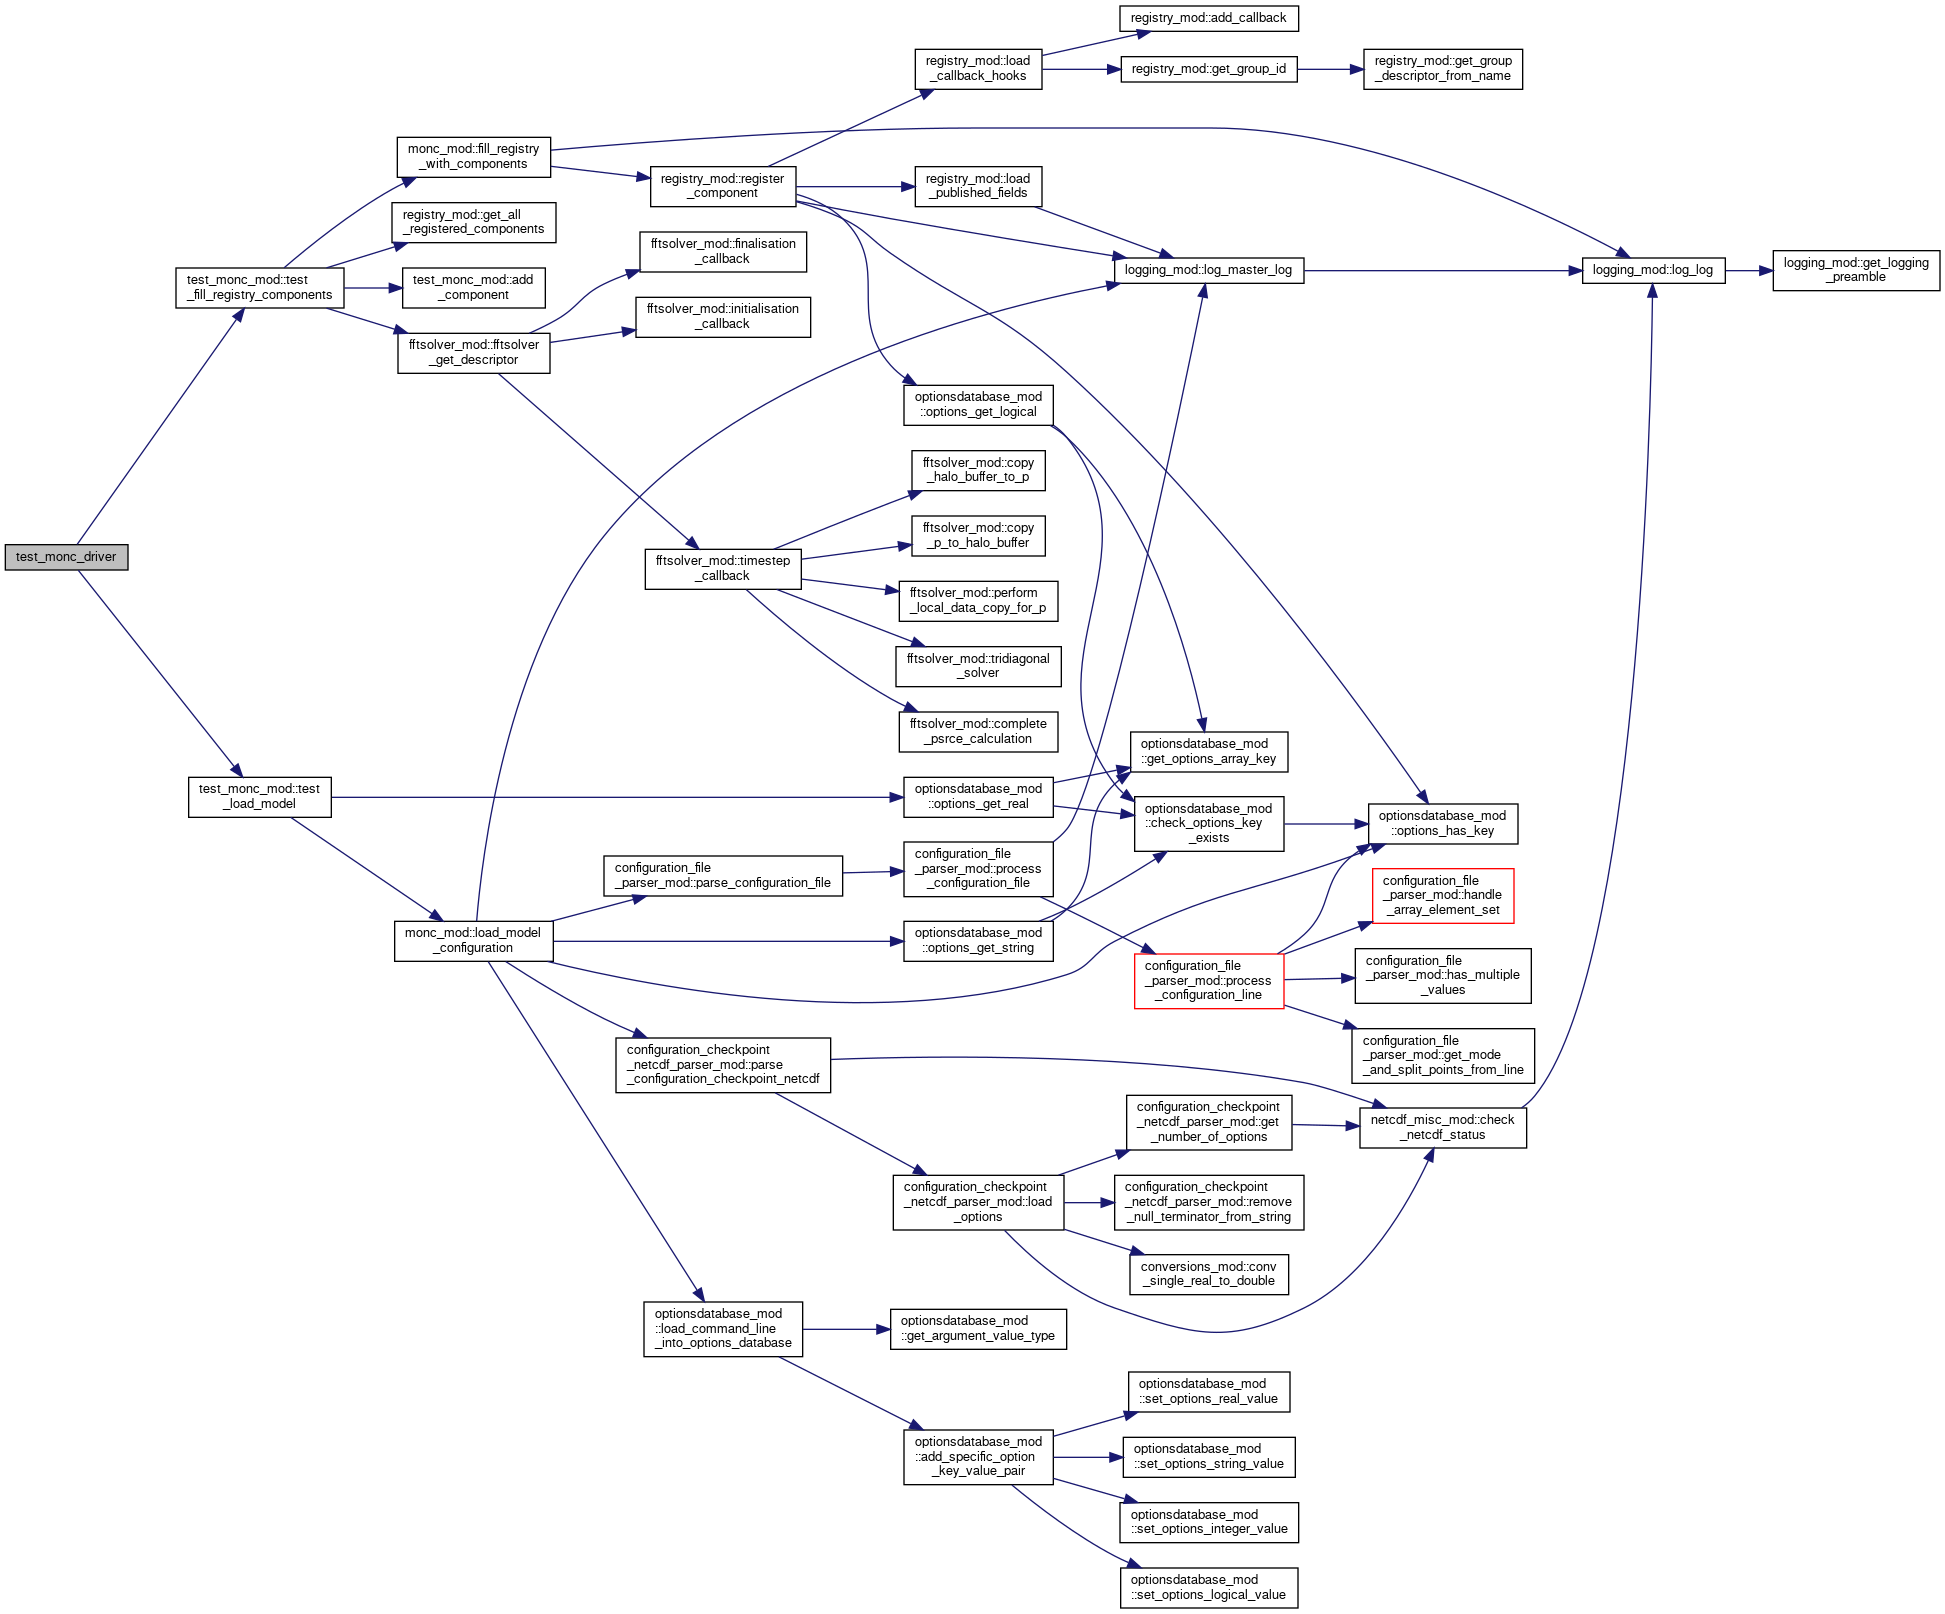 registry_mod::add_callback
registry_mod::load
_callback_hooks
registry_mod::get_group_id
registry_mod::get_group
_descriptor_from_name
monc_mod::fill_registry
_with_components
registry_mod::register
_component
registry_mod::load
_published_fields
registry_mod::get_all
_registered_components
fftsolver_mod::finalisation
_callback
logging_mod::log_master_log
logging_mod::log_log
logging_mod::get_logging
_preamble
test_monc_mod::test
_fill_registry_components
test_monc_mod::add
_component
fftsolver_mod::initialisation
_callback
fftsolver_mod::fftsolver
_get_descriptor
optionsdatabase_mod
::options_get_logical
fftsolver_mod::copy
_halo_buffer_to_p
fftsolver_mod::copy
_p_to_halo_buffer
test_monc_driver
fftsolver_mod::timestep
_callback
fftsolver_mod::perform
_local_data_copy_for_p
fftsolver_mod::tridiagonal
_solver
fftsolver_mod::complete
_psrce_calculation
optionsdatabase_mod
::get_options_array_key
test_monc_mod::test
_load_model
optionsdatabase_mod
::options_get_real
optionsdatabase_mod
::check_options_key
_exists
optionsdatabase_mod
::options_has_key
configuration_file
_parser_mod::parse_configuration_file
configuration_file
_parser_mod::process
_configuration_file
configuration_file
_parser_mod::handle
_array_element_set
monc_mod::load_model
_configuration
optionsdatabase_mod
::options_get_string
configuration_file
_parser_mod::process
_configuration_line
configuration_file
_parser_mod::has_multiple
_values
configuration_file
_parser_mod::get_mode
_and_split_points_from_line
configuration_checkpoint
_netcdf_parser_mod::parse
_configuration_checkpoint_netcdf
configuration_checkpoint
_netcdf_parser_mod::get
_number_of_options
netcdf_misc_mod::check
_netcdf_status
configuration_checkpoint
_netcdf_parser_mod::load
_options
configuration_checkpoint
_netcdf_parser_mod::remove
_null_terminator_from_string
conversions_mod::conv
_single_real_to_double
optionsdatabase_mod
::load_command_line
_into_options_database
optionsdatabase_mod
::get_argument_value_type
optionsdatabase_mod
::set_options_real_value
optionsdatabase_mod
::add_specific_option
_key_value_pair
optionsdatabase_mod
::set_options_string_value
optionsdatabase_mod
::set_options_integer_value
optionsdatabase_mod
::set_options_logical_value